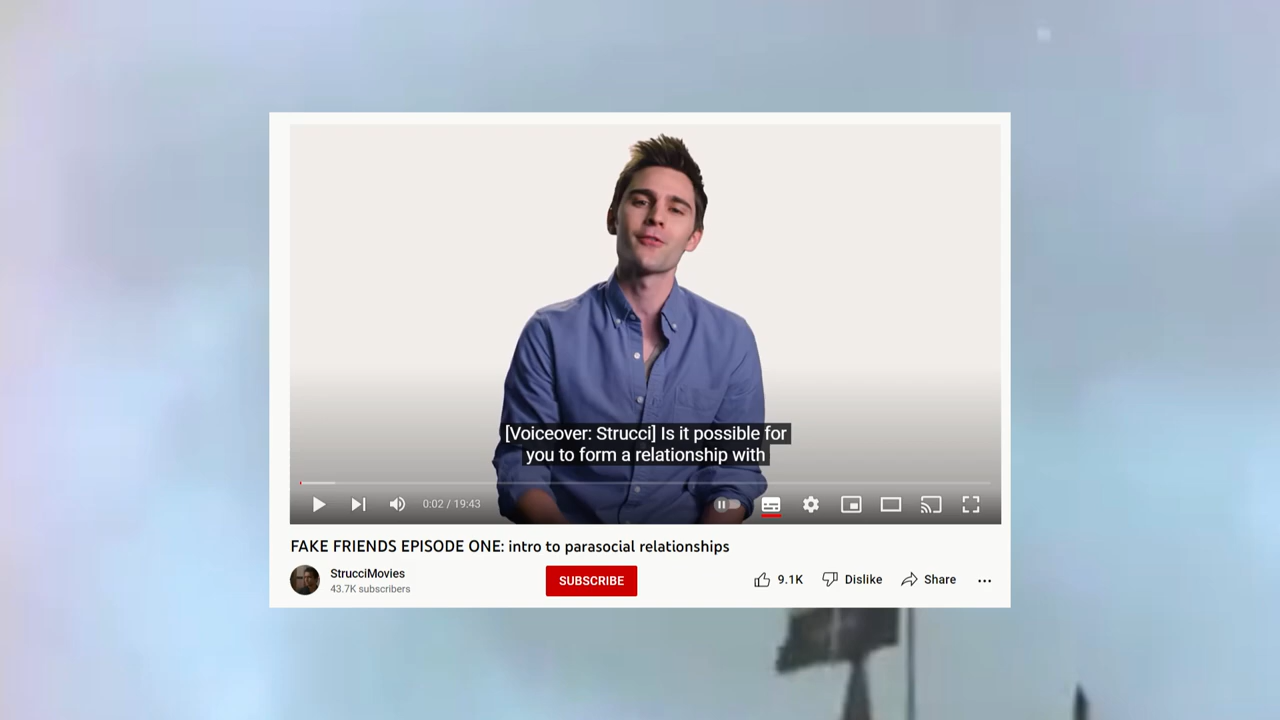 [Voiceover: Strucci] Is it possible for
you to form a relationship with
0:02 / 19:43
FAKE FRIENDS EPISODE ONE: intro to parasocial relationships
StrucciMovies
43.7K subscribers
SUBSCRIBE
9.1K
Dislike
Share